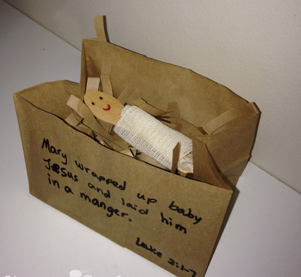 Mary wrapped up baby
Jesus and laid him
in a manger.
Luke 2:7